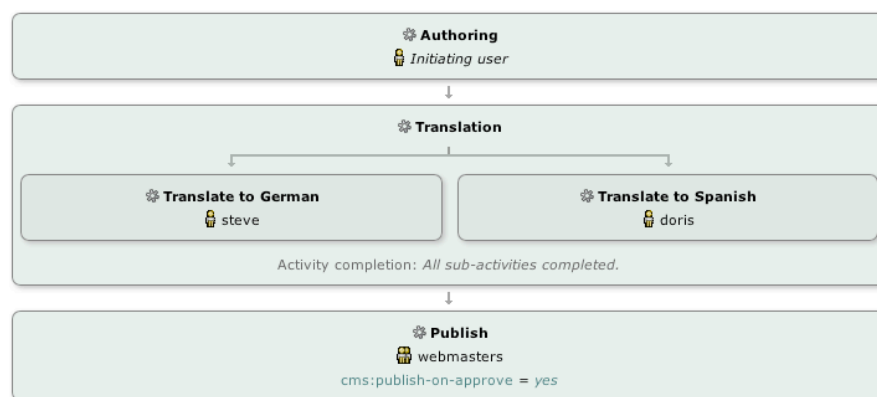 Authoring
Initiating user
Translation
Translate to German
steve
Translate to Spanish
doris
Activity completion: All sub-activities completed.
Publish
webmasters
cms:publish-on-approve = yes